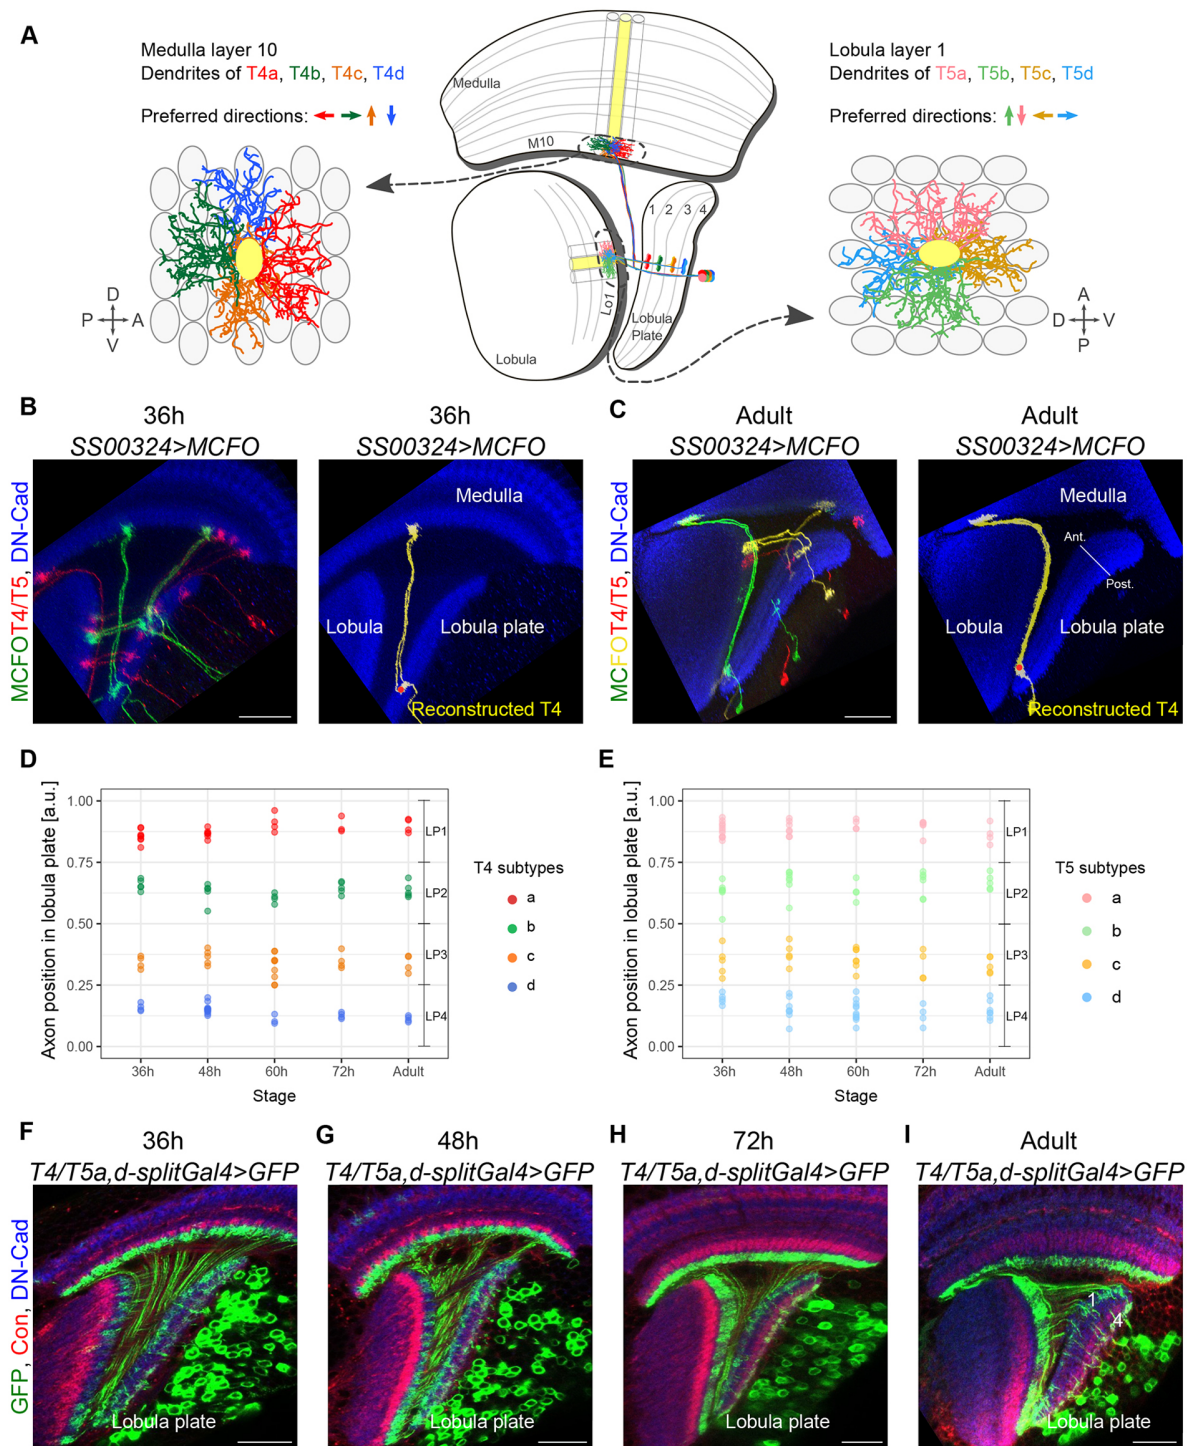 A
Medulla layer 10
Dendrites of T4a, T4b, T4c, T4d
Preferred directions:
D
P A
V
Medulla
M10
1 2 3 4
Lo1
Lobula
Plate
Lobula
Lobula layer 1
Dendrites of T5a, T5b, T5c, T5d
Preferred directions:
A
D V
P
B
36h
SS00324>MCFO
36h
SS00324>MCFO
MCFOT4/T5, DN-Cad
Medulla
Lobula
Lobula plate
Reconstructed T4
C
Adult
SS00324>MCFO
Adult
SS00324>MCFO
MCFOT4/T5, DN-Cad
Medulla
Ant.
Post.
Lobula
Lobula plate
Reconstructed T4
D
Axon position in lobula plate [a.u.]
1.00
0.75
0.50
0.25
0.00
LP1
LP2
LP3
LP4
36h 48h 60h 72h Adult
Stage
T4 subtypes
a
b
c
d
E
Axon position in lobula plate [a.u.]
1.00
0.75
0.50
0.25
0.00
LP1
LP2
LP3
LP4
36h 48h 60h 72h Adult
Stage
T5 subtypes
a
b
c
d
F
36h
T4/T5a,d-splitGal4>GFP
GFP, Con, DN-Cad
Lobula plate
G
48h
T4/T5a,d-splitGal4>GFP
Lobula plate
H
72h
T4/T5a,d-splitGal4>GFP
Lobula plate
I
Adult
T4/T5a,d-splitGal4>GFP
1
4
Lobula plate